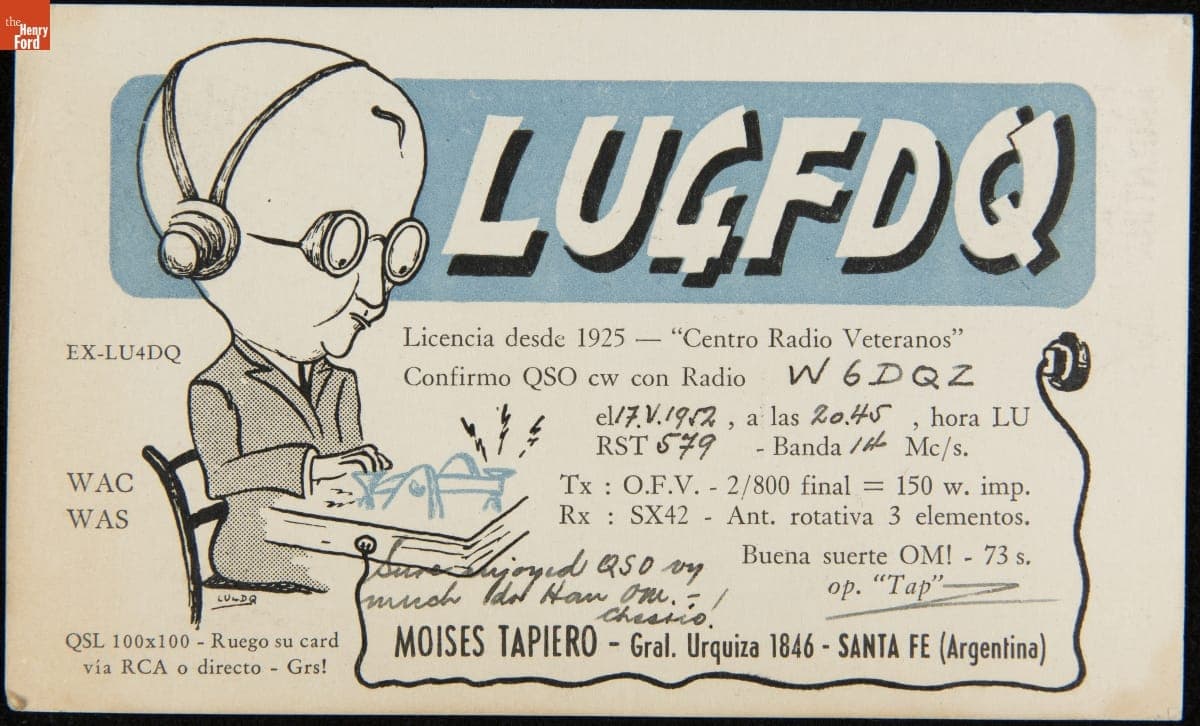 the
Henry
Ford
LU4FDQ
EX-LU4DQ
Licencia desde 1925 — “Centro Radio Veteranos”
Confirmo QSO cw con Radio W6DQZ
el 17.V.1952, a las 20.45, hora LU
RST 579 - Banda 14 Mc/s.
WAC
WAS
Tx : O.F.V. - 2/800 final = 150 w. imp.
Rx : SX42 - Ant. rotativa 3 elementos.
Buena suerte OM! - 73 s.
op. “Tap”
Sure enjoyed QSO vy
much dr Han OM. - !
Cheerio.
LU4DQ
QSL 100x100 - Ruego su card
vía RCA o directo - Grs!
MOISES TAPIERO - Gral. Urquiza 1846 - SANTA FE (Argentina)